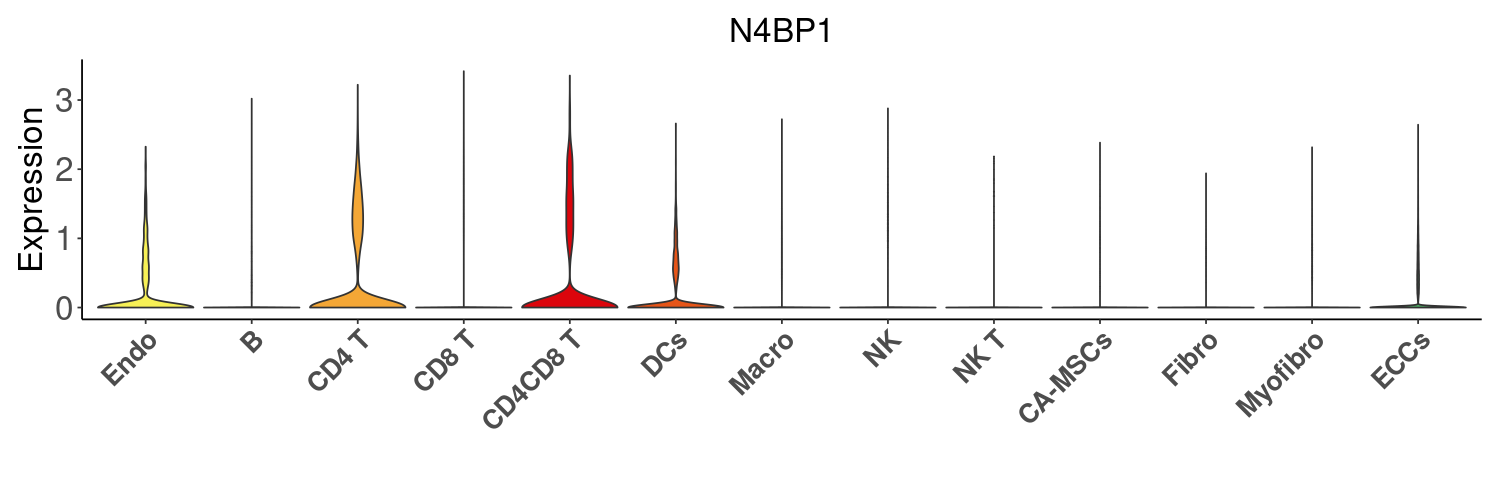 N4BP1
Expression
3
2
1
0
Endo
B
CD4 T
CD8 T
CD4CD8 T
DCs
Macro
NK
NK T
CA-MSCs
Fibro
Myofibro
ECCs